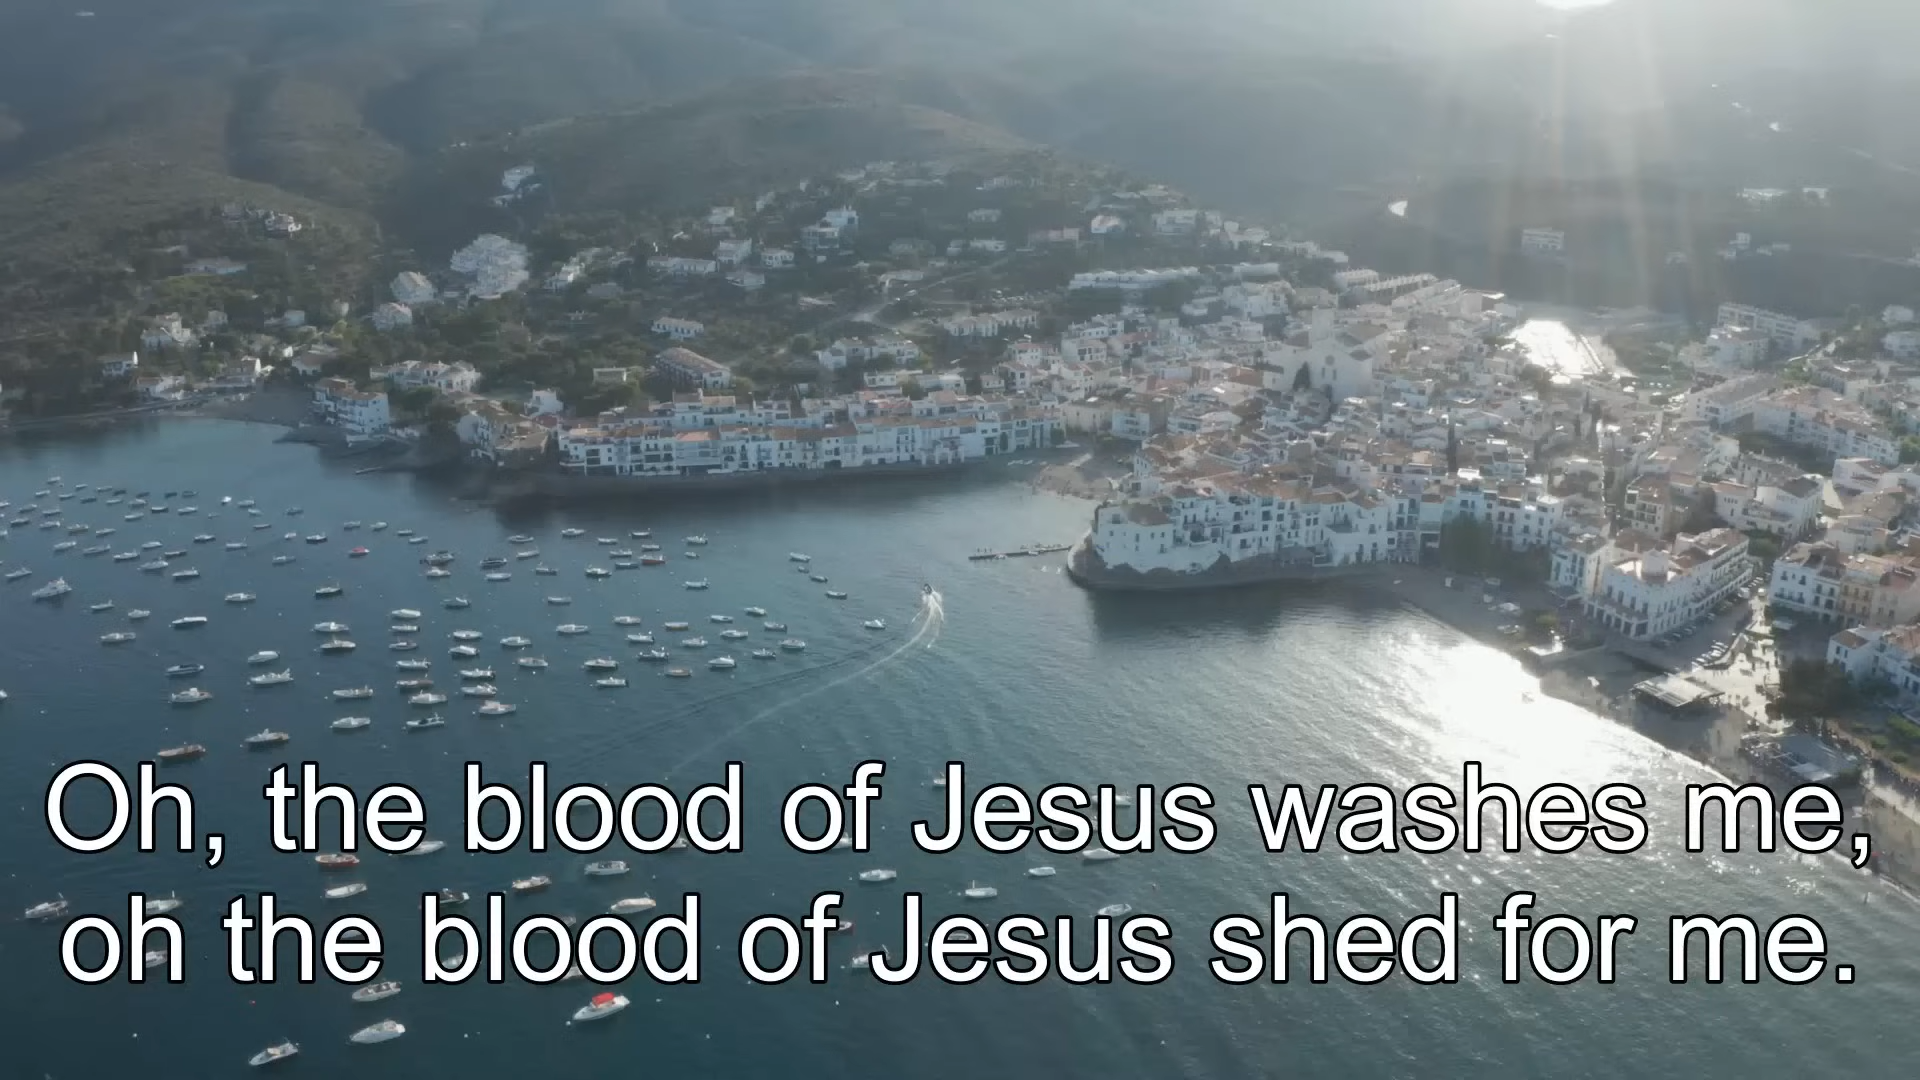 Oh, the blood of Jesus washes me,
oh the blood of Jesus shed for me.